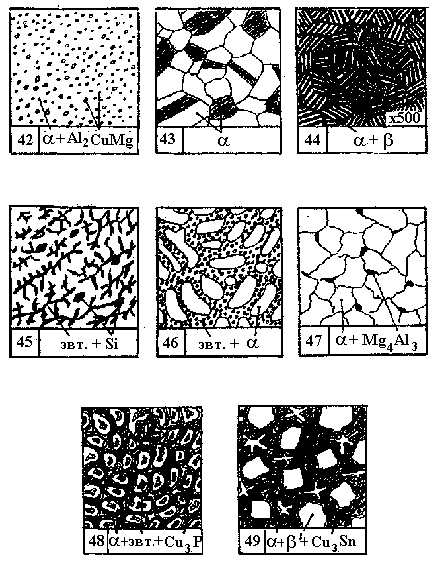 42 α+Al₂CuMg
43 α
x500
44 α+β
45 эвт. + Si
46 эвт. + α
47 α+Mg₄Al₃
48 α+эвт.+Cu₃P
49 α+β'+Cu₃Sn